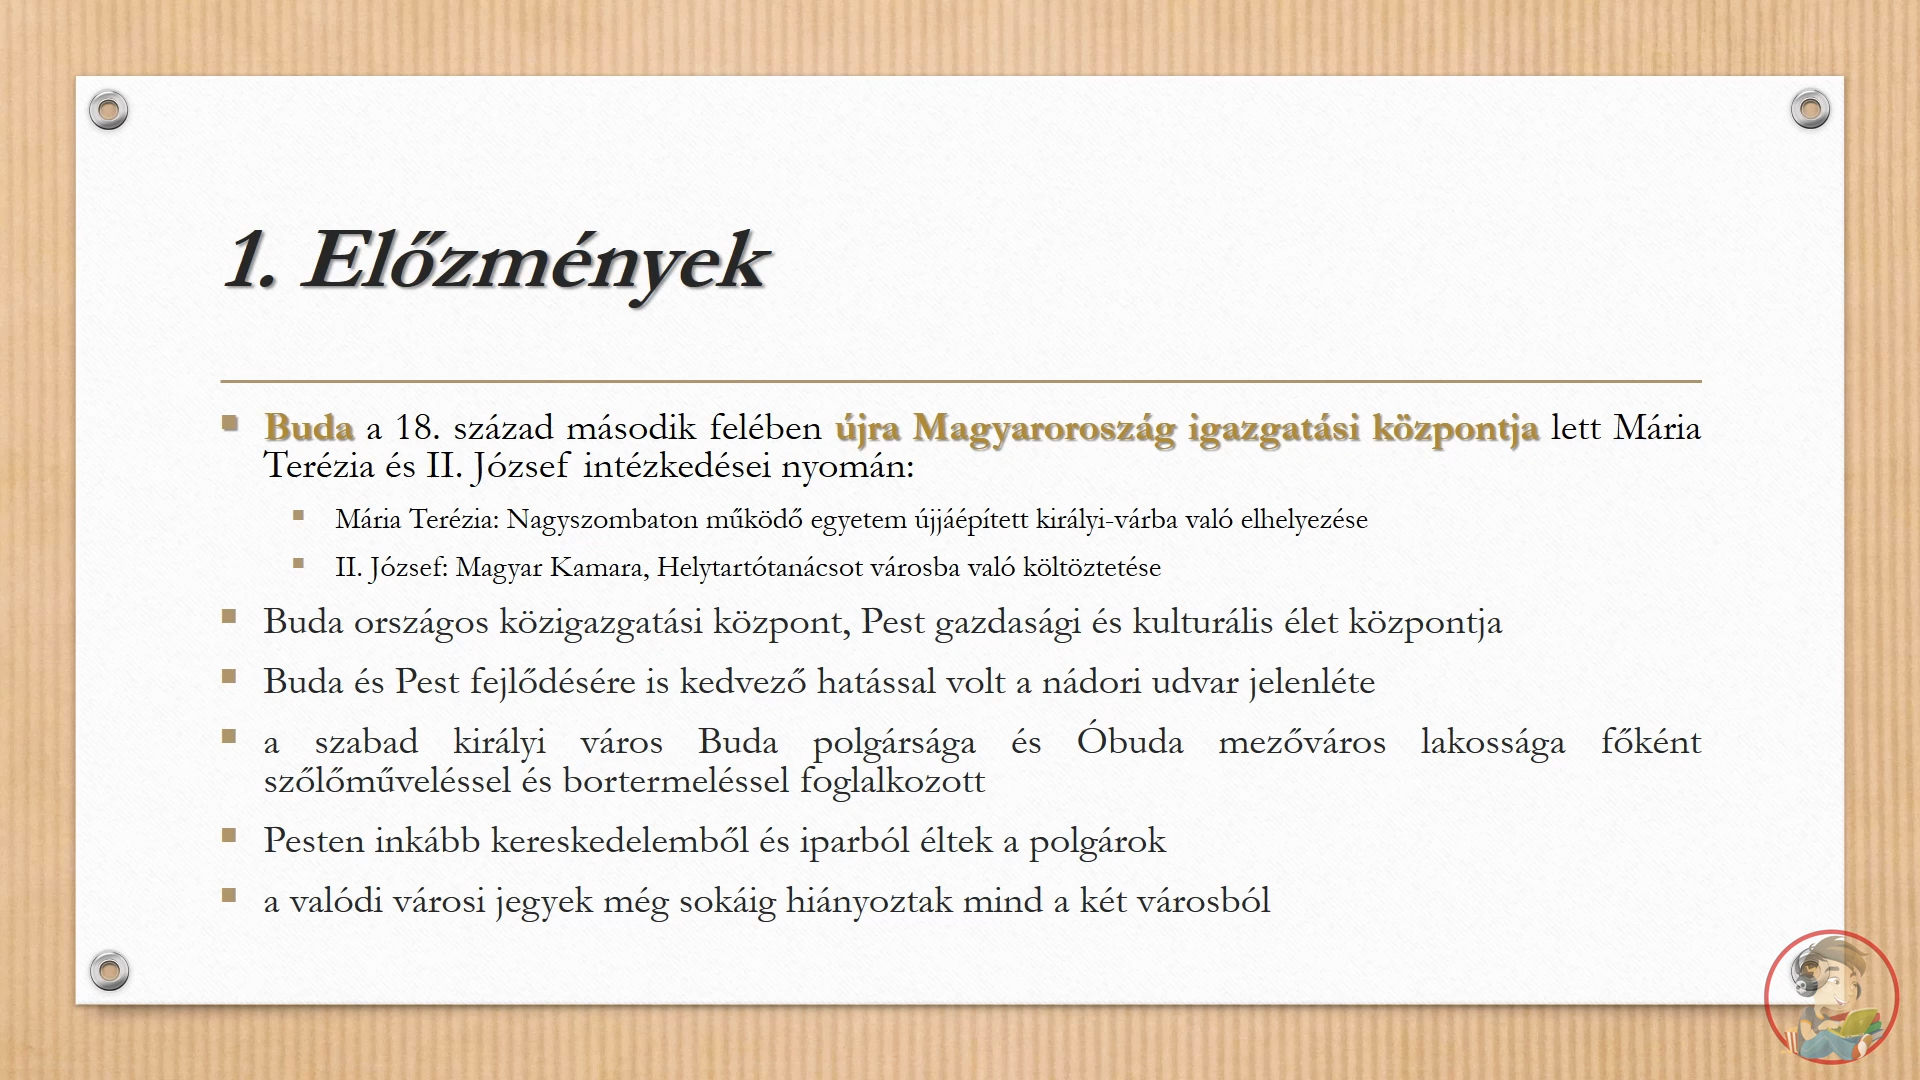 1. Előzmények
Buda a 18. század második felében újra Magyaroroszág igazgatási központja lett Mária
Terézia és II. József intézkedései nyomán:
Mária Terézia: Nagyszombaton működő egyetem újjáépített királyi-várba való elhelyezése
II. József: Magyar Kamara, Helytartótanácsot városba való költöztetése
Buda országos közigazgatási központ, Pest gazdasági és kulturális élet központja
Buda és Pest fejlődésére is kedvező hatással volt a nádori udvar jelenléte
a szabad királyi város Buda polgársága és Óbuda mezőváros lakossága főként
szőlőműveléssel és bortermeléssel foglalkozott
Pesten inkább kereskedelemből és iparból éltek a polgárok
a valódi városi jegyek még sokáig hiányoztak mind a két városból